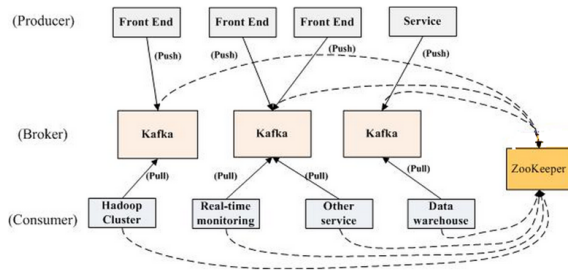 (Producer)
Front End
Front End
Front End
Service
(Push)
(Push)
(Push)
(Push)
(Broker)
Kafka
Kafka
Kafka
ZooKeeper
(Pull)
(Pull)
(Pull)
(Pull)
(Consumer)
Hadoop
Cluster
Real-time
monitoring
Other
service
Data
warehouse